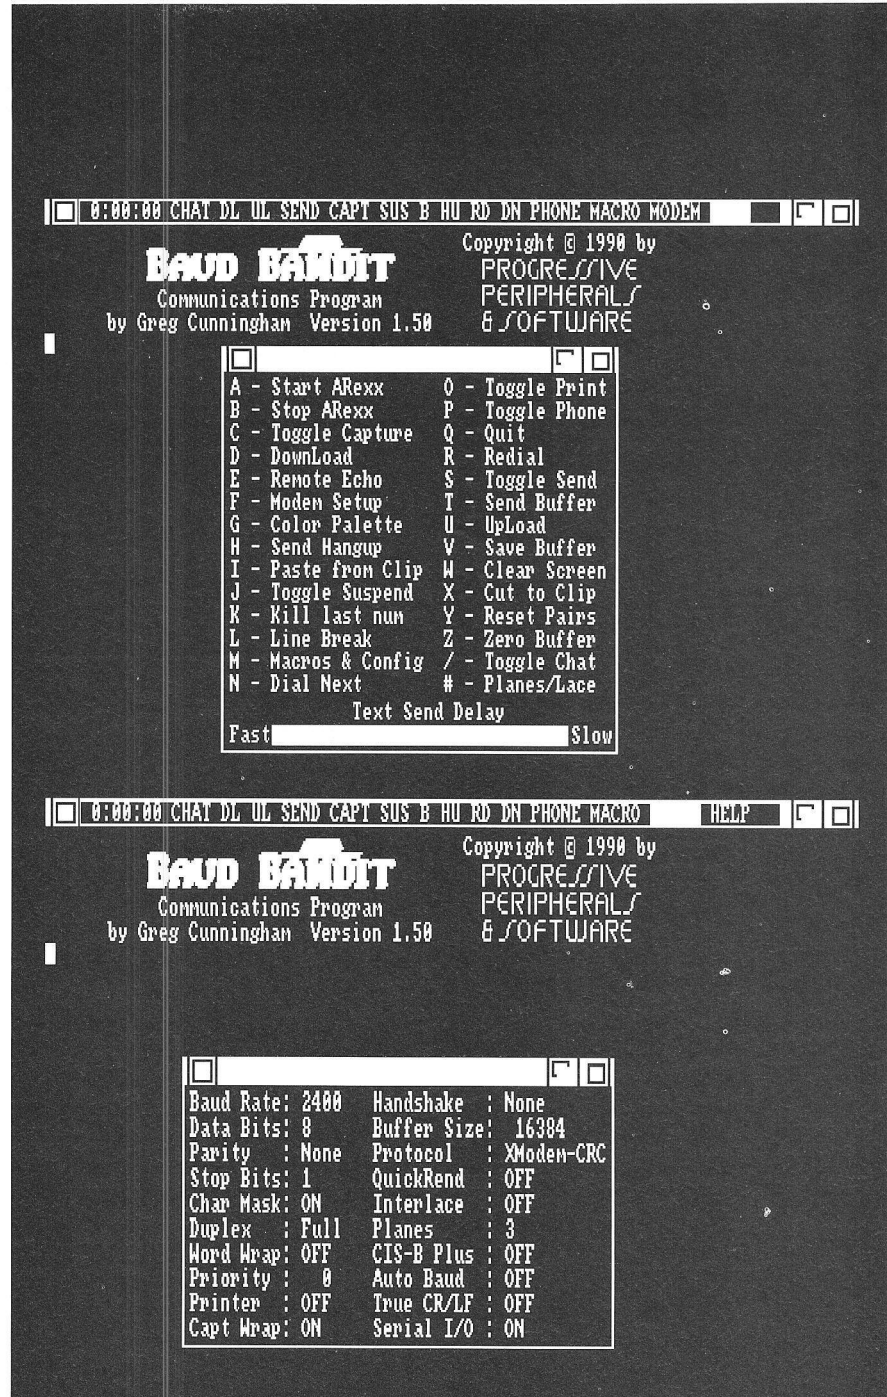 0:00:00 CHAT DL UL SEND CAPT SUS B HU RD DN PHONE MACRO MODEM
BAUD BANDIT
Communications Program
by Greg Cunningham Version 1.50
Copyright © 1990 by
PROGRESSIVE
PERIPHERALS
& SOFTWARE
A - Start ARexx O - Toggle Print
B - Stop ARexx P - Toggle Phone
C - Toggle Capture Q - Quit
D - DownLoad R - Redial
E - Remote Echo S - Toggle Send
F - Modem Setup T - Send Buffer
G - Color Palette U - UpLoad
H - Send Hangup V - Save Buffer
I - Paste from Clip W - Clear Screen
J - Toggle Suspend X - Cut to Clip
K - Kill last num Y - Reset Pairs
L - Line Break Z - Zero Buffer
M - Macros & Config / - Toggle Chat
N - Dial Next # - Planes/Lace
Text Send Delay
Fast Slow
0:00:00 CHAT DL UL SEND CAPT SUS B HU RD DN PHONE MACRO HELP
BAUD BANDIT
Communications Program
by Greg Cunningham Version 1.50
Copyright © 1990 by
PROGRESSIVE
PERIPHERALS
& SOFTWARE
Baud Rate: 2400 Handshake : None
Data Bits: 8 Buffer Size: 16384
Parity : None Protocol : XModem-CRC
Stop Bits: 1 QuickRend : OFF
Char Mask: ON Interlace : OFF
Duplex : Full Planes : 3
Word Wrap: OFF CIS-B Plus : OFF
Priority : 0 Auto Baud : OFF
Printer : OFF True CR/LF : OFF
Capt Wrap: ON Serial I/O : ON